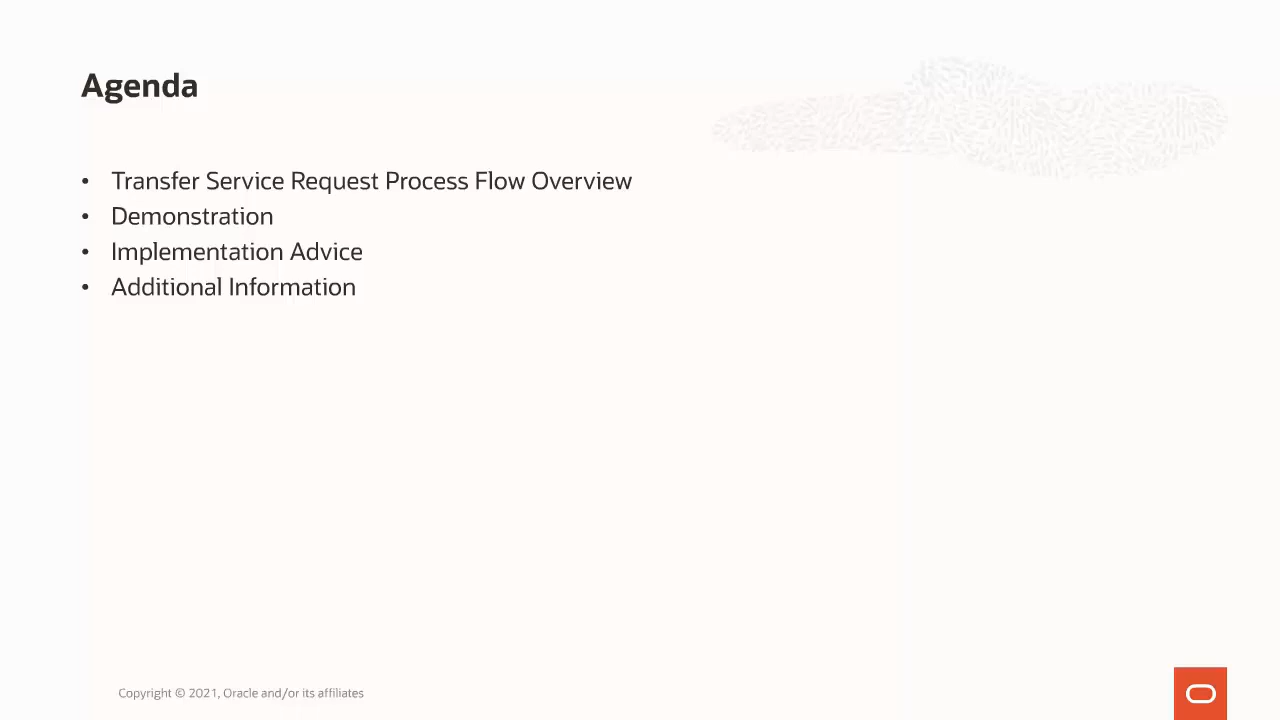 Agenda
• Transfer Service Request Process Flow Overview
• Demonstration
• Implementation Advice
• Additional Information
Copyright © 2021, Oracle and/or its affiliates